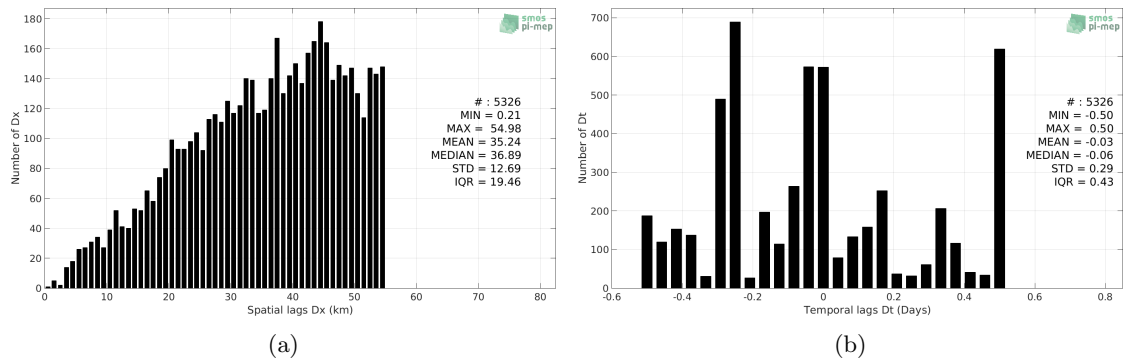 smos
pi-mep
180
160
140
120
100
80
60
40
20
0
Number of Dx
# : 5326
MIN = 0.21
MAX = 54.98
MEAN = 35.24
MEDIAN = 36.89
STD = 12.69
IQR = 19.46
0 10 20 30 40 50 60 70 80
Spatial lags Dx (km)
(a)
smos
pi-mep
700
600
500
400
300
200
100
0
Number of Dt
# : 5326
MIN = -0.50
MAX = 0.50
MEAN = -0.03
MEDIAN = -0.06
STD = 0.29
IQR = 0.43
-0.6 -0.4 -0.2 0 0.2 0.4 0.6 0.8
Temporal lags Dt (Days)
(b)